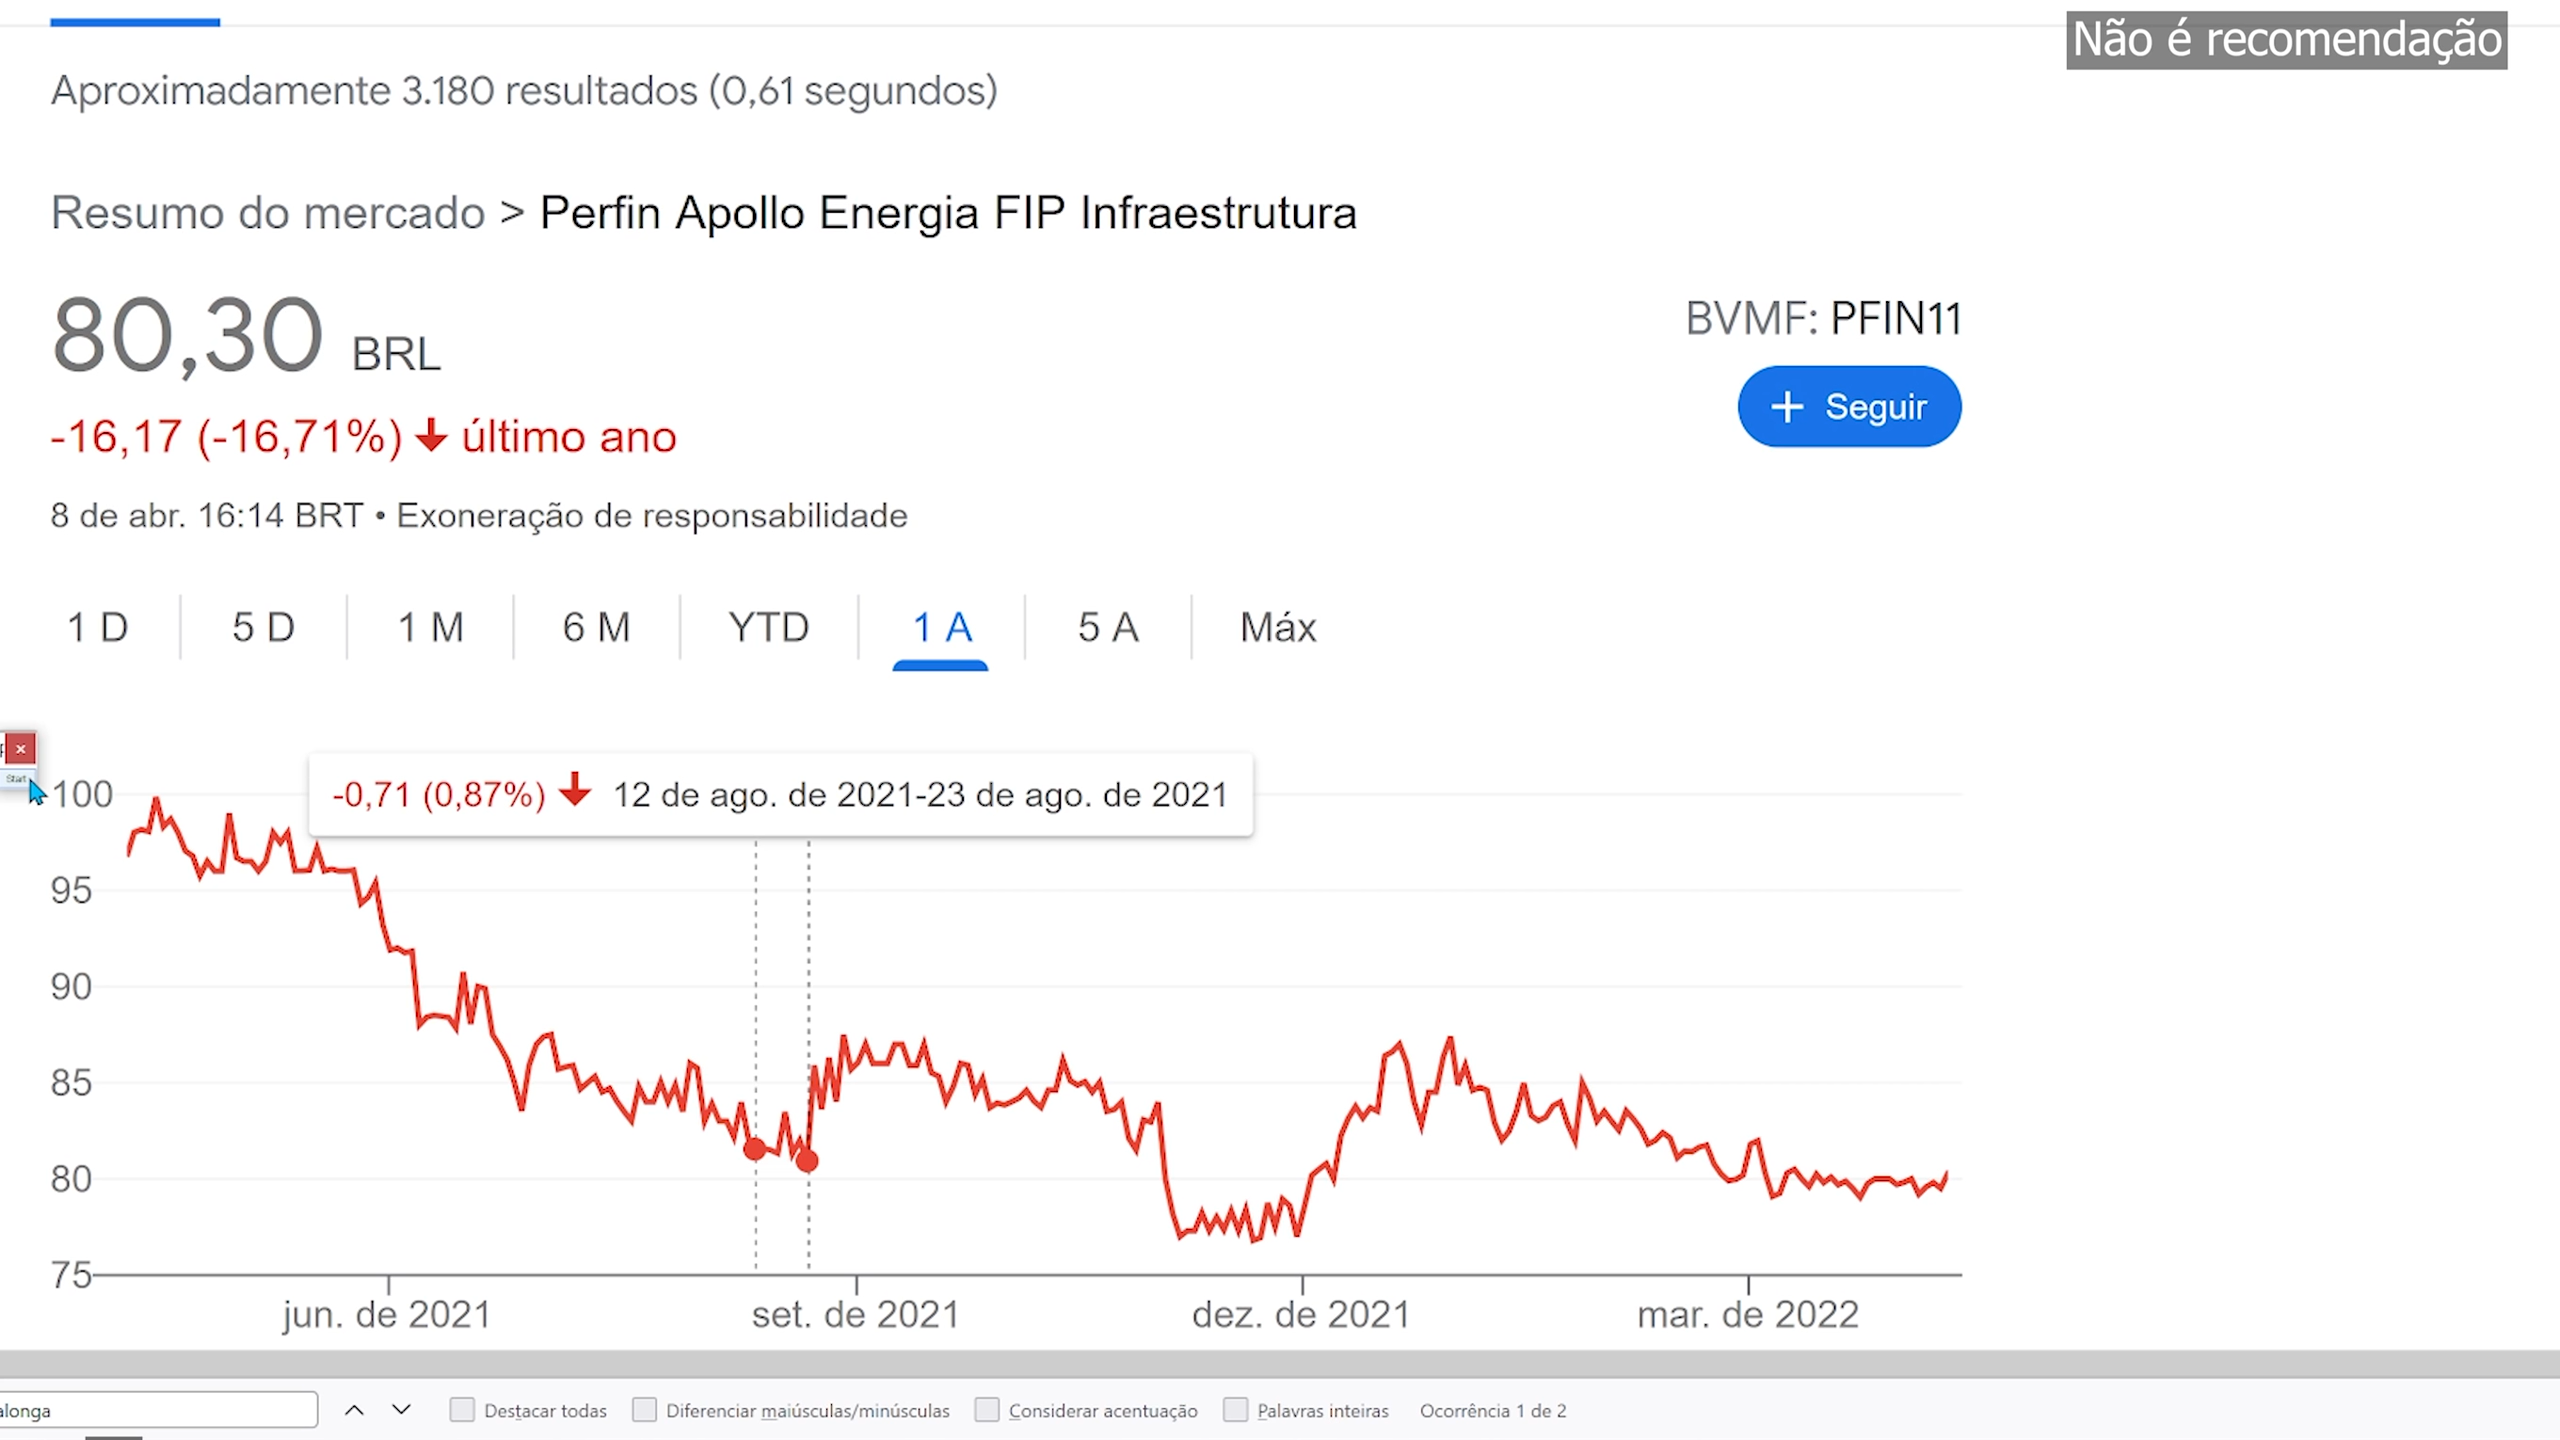 Não é recomendação
Aproximadamente 3.180 resultados (0,61 segundos)
Resumo do mercado > Perfin Apollo Energia FIP Infraestrutura
80,30 BRL
BVMF: PFIN11
+ Seguir
-16,17 (-16,71%) ↓ último ano
8 de abr. 16:14 BRT • Exoneração de responsabilidade
1 D 5 D 1 M 6 M YTD 1 A 5 A Máx
Start
-0,71 (0,87%) ↓ 12 de ago. de 2021-23 de ago. de 2021
100
95
90
85
80
75
jun. de 2021 set. de 2021 dez. de 2021 mar. de 2022
alonga Destacar todas Diferenciar maiúsculas/minúsculas Considerar acentuação Palavras inteiras Ocorrência 1 de 2